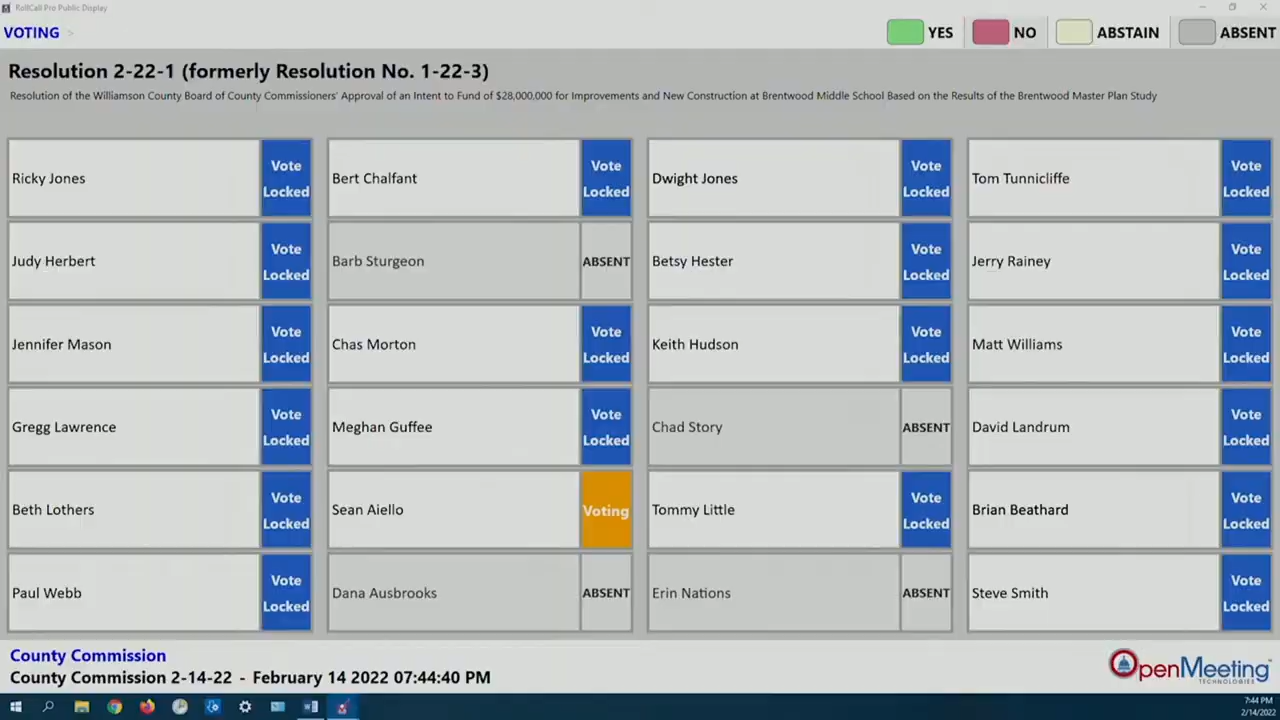 RollCall Pro Public Display
VOTING >
YES
NO
ABSTAIN
ABSENT
Resolution 2-22-1 (formerly Resolution No. 1-22-3)
Resolution of the Williamson County Board of County Commissioners' Approval of an Intent to Fund of $28,000,000 for Improvements and New Construction at Brentwood Middle School Based on the Results of the Brentwood Master Plan Study
Ricky Jones
Vote
Locked
Bert Chalfant
Vote
Locked
Dwight Jones
Vote
Locked
Tom Tunnicliffe
Vote
Locked
Judy Herbert
Vote
Locked
Barb Sturgeon
ABSENT
Betsy Hester
Vote
Locked
Jerry Rainey
Vote
Locked
Jennifer Mason
Vote
Locked
Chas Morton
Vote
Locked
Keith Hudson
Vote
Locked
Matt Williams
Vote
Locked
Gregg Lawrence
Vote
Locked
Meghan Guffee
Vote
Locked
Chad Story
ABSENT
David Landrum
Vote
Locked
Beth Lothers
Vote
Locked
Sean Aiello
Voting
Tommy Little
Vote
Locked
Brian Beathard
Vote
Locked
Paul Webb
Vote
Locked
Dana Ausbrooks
ABSENT
Erin Nations
ABSENT
Steve Smith
Vote
Locked
County Commission
County Commission 2-14-22 - February 14 2022 07:44:40 PM
OpenMeeting
TECHNOLOGIES
7:44 PM
2/14/2022